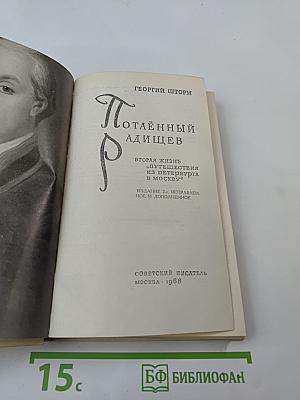 ГЕОРГИЙ ШТОРМ
ПОТАЁННЫЙ
РАДИЩЕВ
ВТОРАЯ ЖИЗНЬ
„ПУТЕШЕСТВИЯ
ИЗ ПЕТЕРБУРГА
В МОСКВУ“
ИЗДАНИЕ 2-е, ИСПРАВЛЕН-
НОЕ И ДОПОЛНЕННОЕ
СОВЕТСКИЙ ПИСАТЕЛЬ
МОСКВА · 1968
15с
БФ БИБЛИОФАН